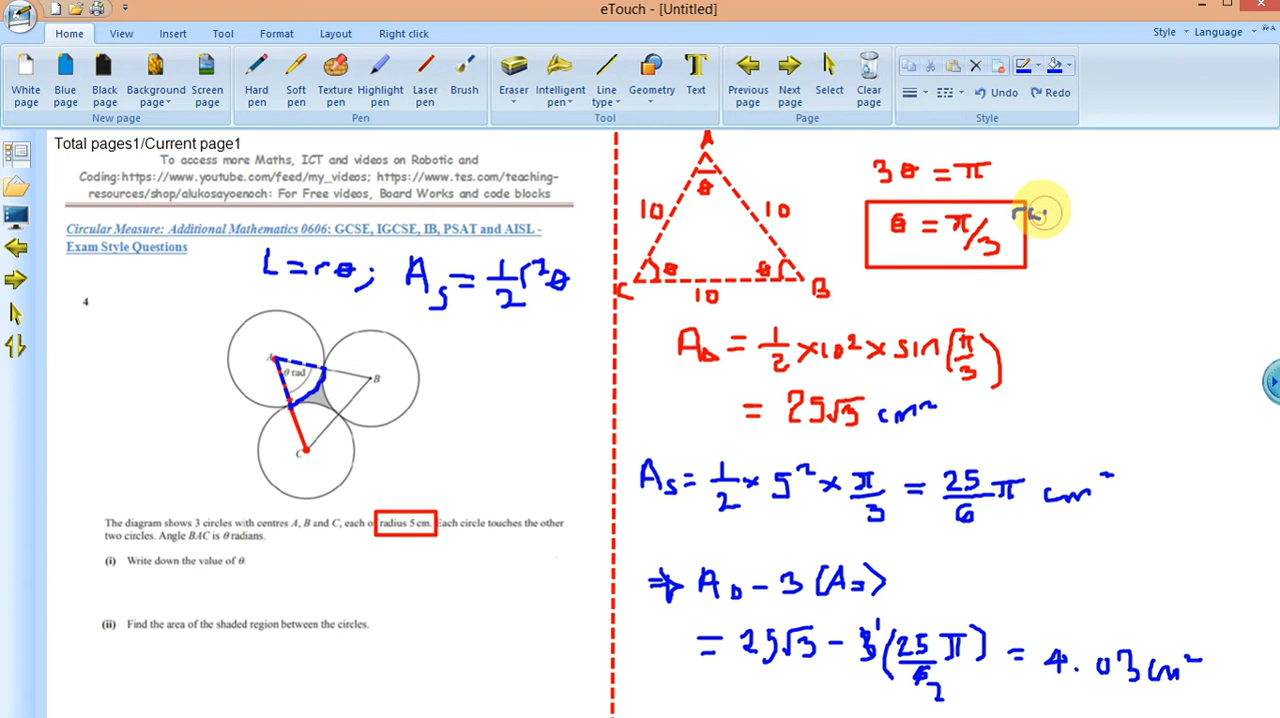 eTouch - [Untitled]
Home View Insert Tool Format Layout Right click Style Language
White page Blue page Black page Background page Screen page
Hard pen Soft pen Texture pen Highlight pen Laser pen Brush
Eraser Intelligent pen Line type Geometry Text
Previous page Next page Select Clear page
Undo Redo
New page Pen Tool Page Style
Total pages1/Current page1
To access more Maths, ICT and videos on Robotic and
Coding:https://www.youtube.com/feed/my_videos; https://www.tes.com/teaching-
resources/shop/alukosayoenoch: For Free videos, Board Works and code blocks
Circular Measure: Additional Mathematics 0606: GCSE, IGCSE, IB, PSAT and AISL -
Exam Style Questions
L = rθ; A_S = 1/2 r²θ
4
A
θ rad
B
C
The diagram shows 3 circles with centres A, B and C, each o radius 5 cm. Each circle touches the other
two circles. Angle BAC is θ radians.
(i) Write down the value of θ.
(ii) Find the area of the shaded region between the circles.
A
θ
10 10
C θ θ B
10
3θ = π
θ = π/3
A_Δ = 1/2 × 10² × sin(π/3)
= 25√3 cm²
A_S = 1/2 × 5² × π/3 = 25/6 π cm²
⇒ A_Δ - 3(A_S)
= 25√3 - 3 1 (25/6 2 π) = 4.03cm²